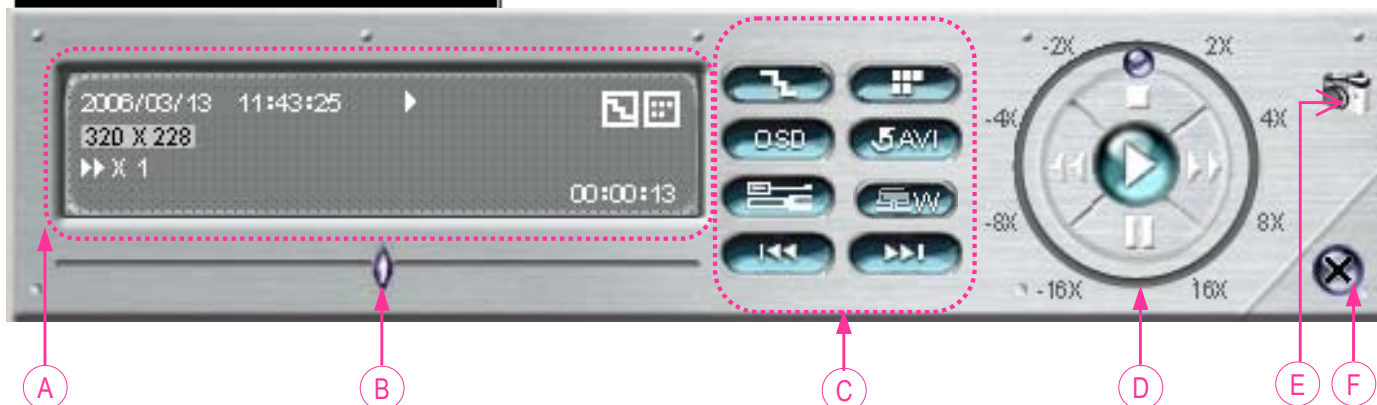 2006/03/13 11:43:25
320 X 228
X 1
00:00:13
OSD
AVI
W
-2X
2X
-4X
4X
-8X
8X
-16X
16X
A
B
C
D
E
F